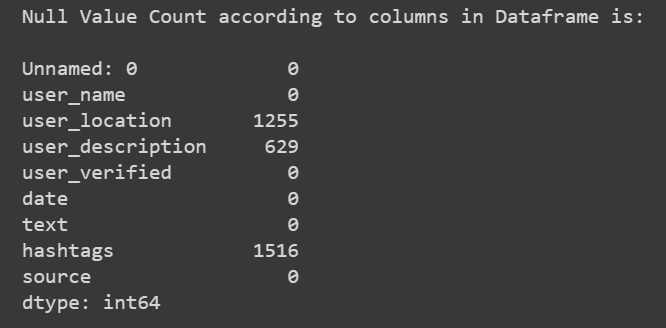 Null Value Count according to columns in Dataframe is:
Unnamed: 0 0
user_name 0
user_location 1255
user_description 629
user_verified 0
date 0
text 0
hashtags 1516
source 0
dtype: int64